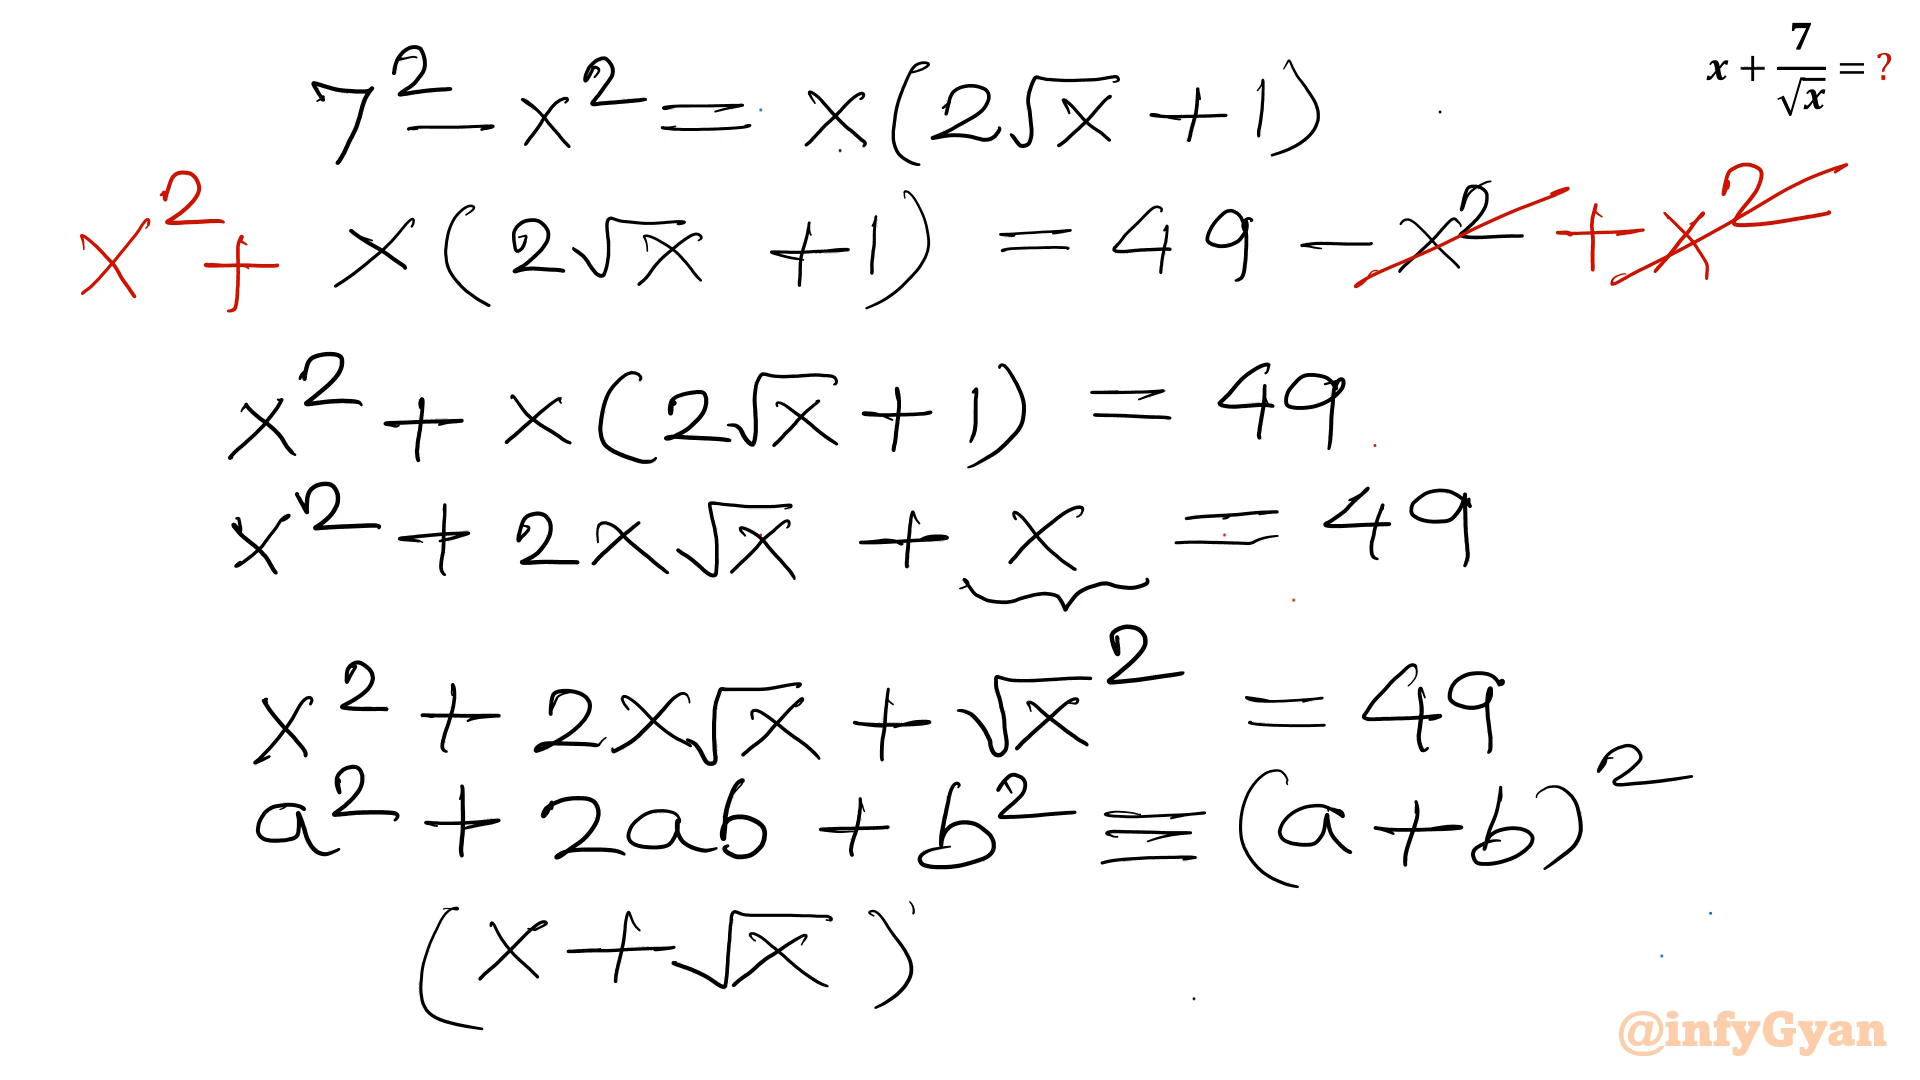 x + 7/√x = ?
7² − x² = x(2√x + 1)
x² + x(2√x + 1) = 49 − x² + x²
x² + x(2√x + 1) = 49
x² + 2x√x + x = 49
x² + 2x√x + √x² = 49
a² + 2ab + b² ≡ (a + b)²
(x + √x)
@infyGyan